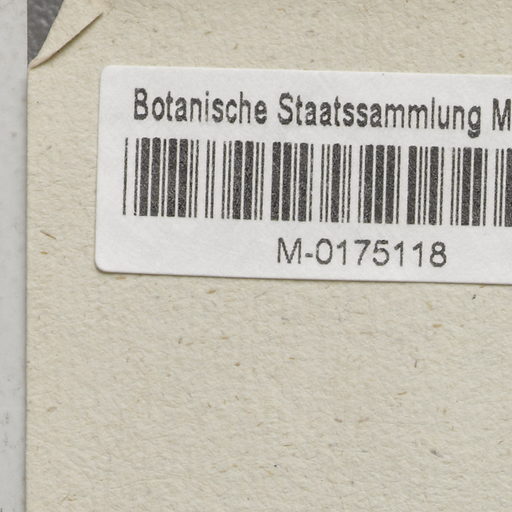 Botanische Staatssammlung M
M-0175118